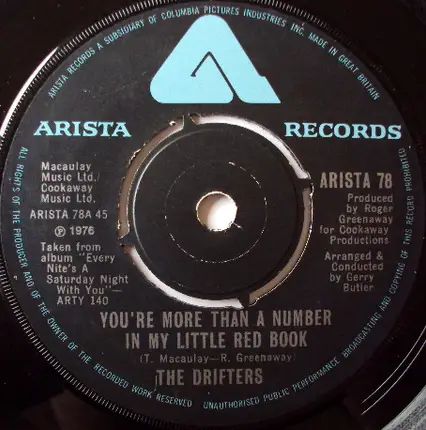 ARISTA RECORDS A SUBSIDIARY OF COLUMBIA PICTURES INDUSTRIES INC. MADE IN GREAT BRITAIN
ARISTA RECORDS
Macaulay
Music Ltd.
Cookaway
Music Ltd.
ARISTA 78A 45
℗ 1976
Taken from
album "Every
Nite's A
Saturday Night
With You"—
ARTY 140
ARISTA 78
Produced
by Roger
Greenaway
for Cookaway
Productions
Arranged &
Conducted
by Gerry
Butler
YOU'RE MORE THAN A NUMBER
IN MY LITTLE RED BOOK
(T. Macaulay—R. Greenaway)
THE DRIFTERS
ALL RIGHTS OF THE PRODUCER AND OF THE OWNER OF THE RECORDED WORK RESERVED UNAUTHORISED PUBLIC PERFORMANCE BROADCASTING AND COPYING OF THIS RECORD PROHIBITED